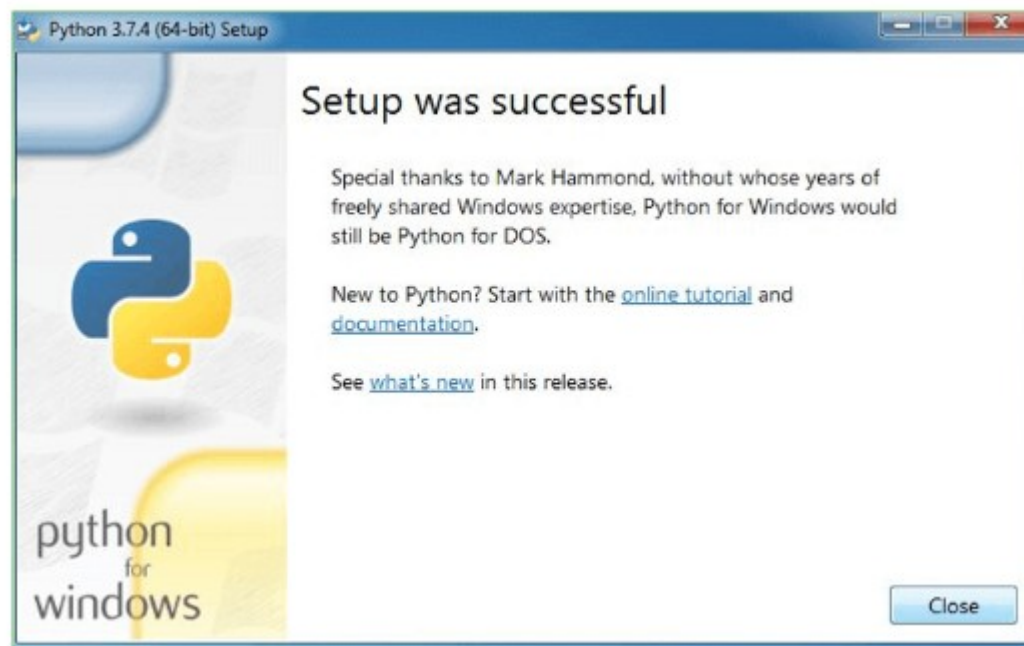 Python 3.7.4 (64-bit) Setup
Setup was successful
Special thanks to Mark Hammond, without whose years of
freely shared Windows expertise, Python for Windows would
still be Python for DOS.
New to Python? Start with the online tutorial and
documentation.
See what's new in this release.
python
for
windows
Close